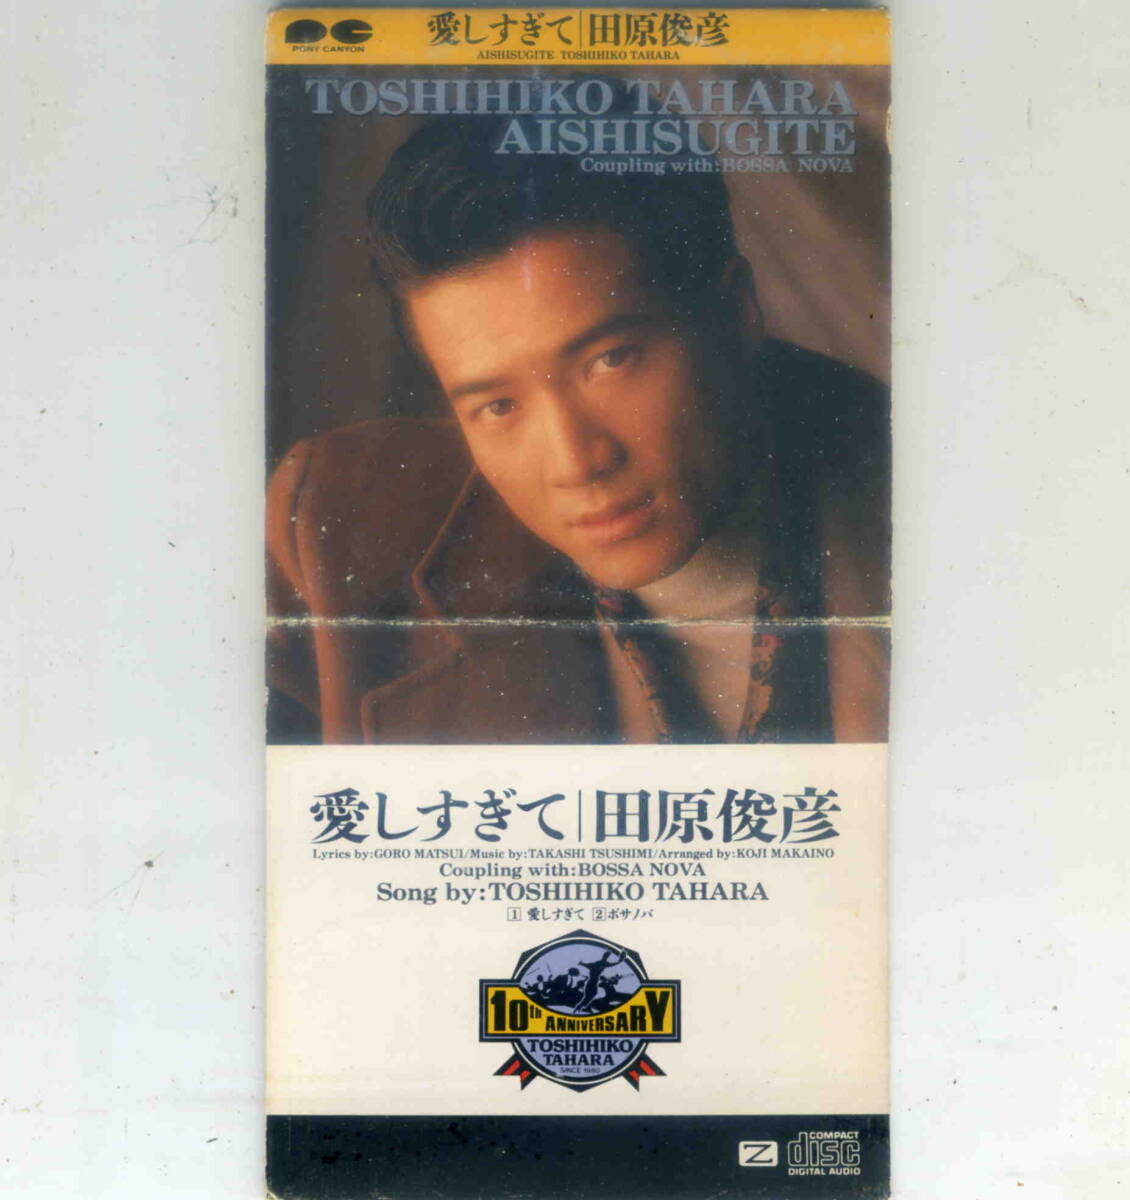 PONY CANYON
愛しすぎて|田原俊彦
AISHISUGITE TOSHIHIKO TAHARA
TOSHIHIKO TAHARA
AISHISUGITE
Coupling with:BOSSA NOVA
愛しすぎて|田原俊彦
Lyrics by:GORO MATSUI/Music by:TAKASHI TSUSHIMI/Arranged by:KOJI MAKAINO
Coupling with:BOSSA NOVA
Song by:TOSHIHIKO TAHARA
1 愛しすぎて 2 ボサノバ
10th ANNIVERSARY
TOSHIHIKO
TAHARA
SINCE 1980
Z
COMPACT
disc
DIGITAL AUDIO